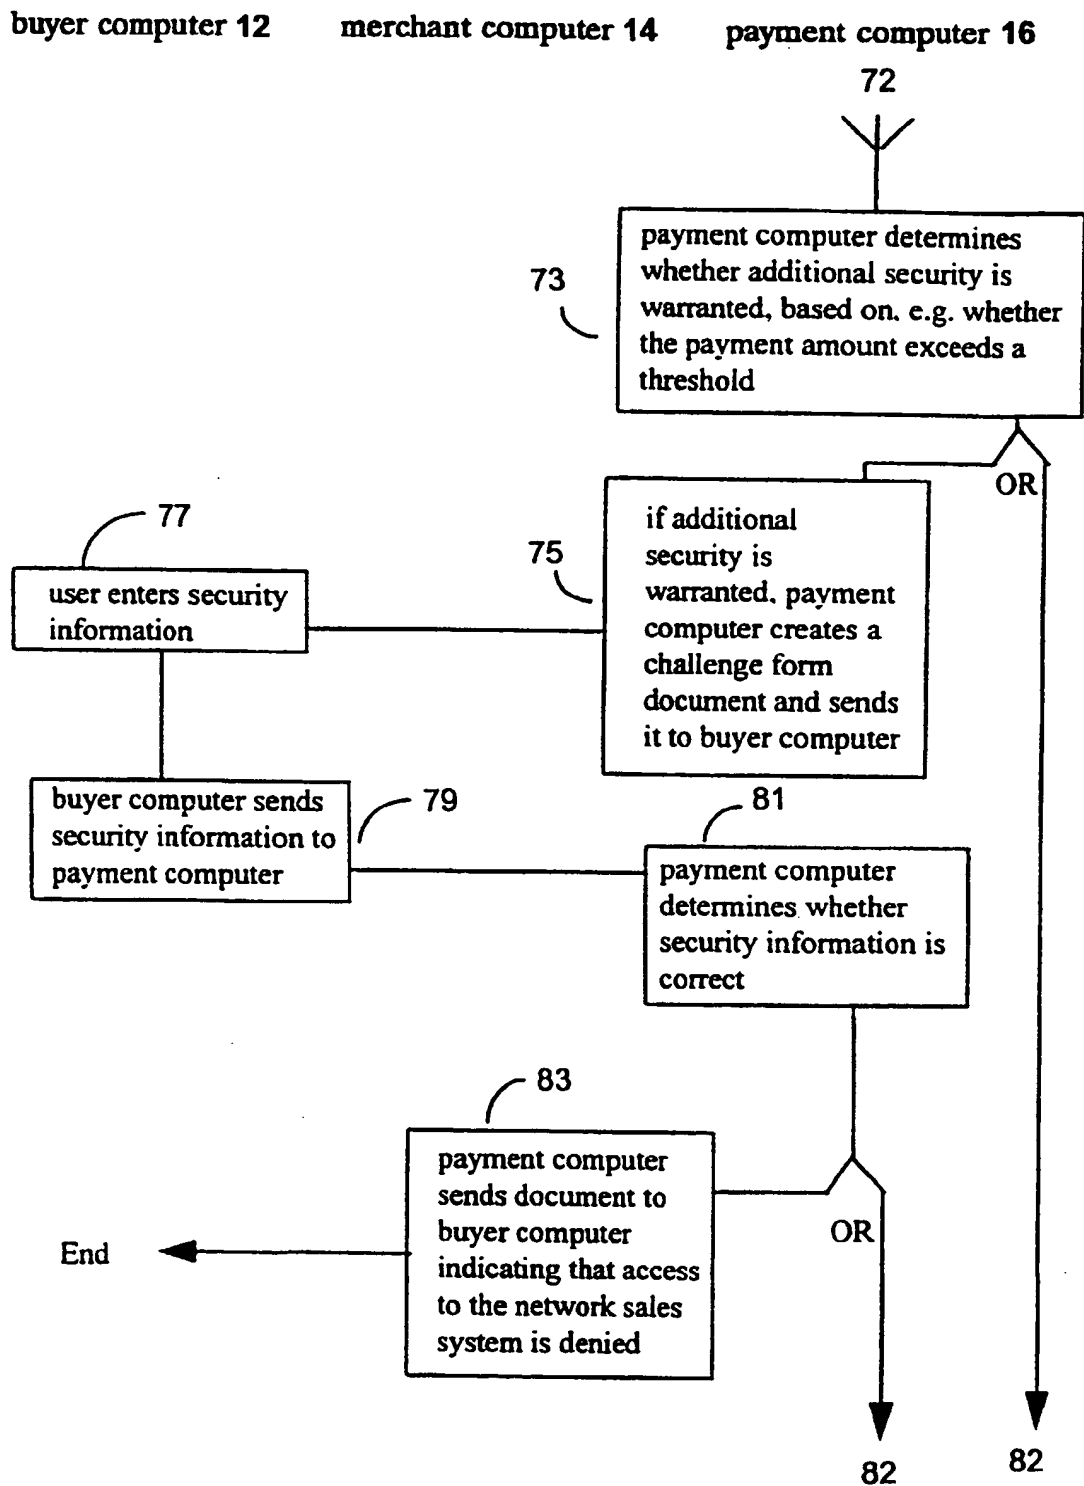 buyer computer 12
merchant computer 14
payment computer 16
72
payment computer determines
whether additional security is
warranted, based on. e.g. whether
the payment amount exceeds a
threshold
73
OR
if additional
security is
warranted, payment
computer creates a
challenge form
document and sends
it to buyer computer
75
77
user enters security
information
buyer computer sends
security information to
payment computer
79
81
payment computer
determines whether
security information is
correct
83
payment computer
sends document to
buyer computer
indicating that access
to the network sales
system is denied
OR
End
82
82